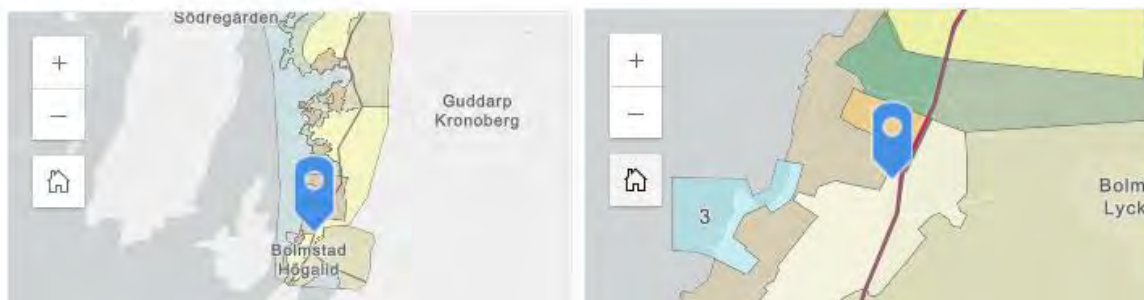 Södregården
+
−
Guddarp
Kronoberg
Bolmstad
Högalid
+
−
3
Bolm
Lyck